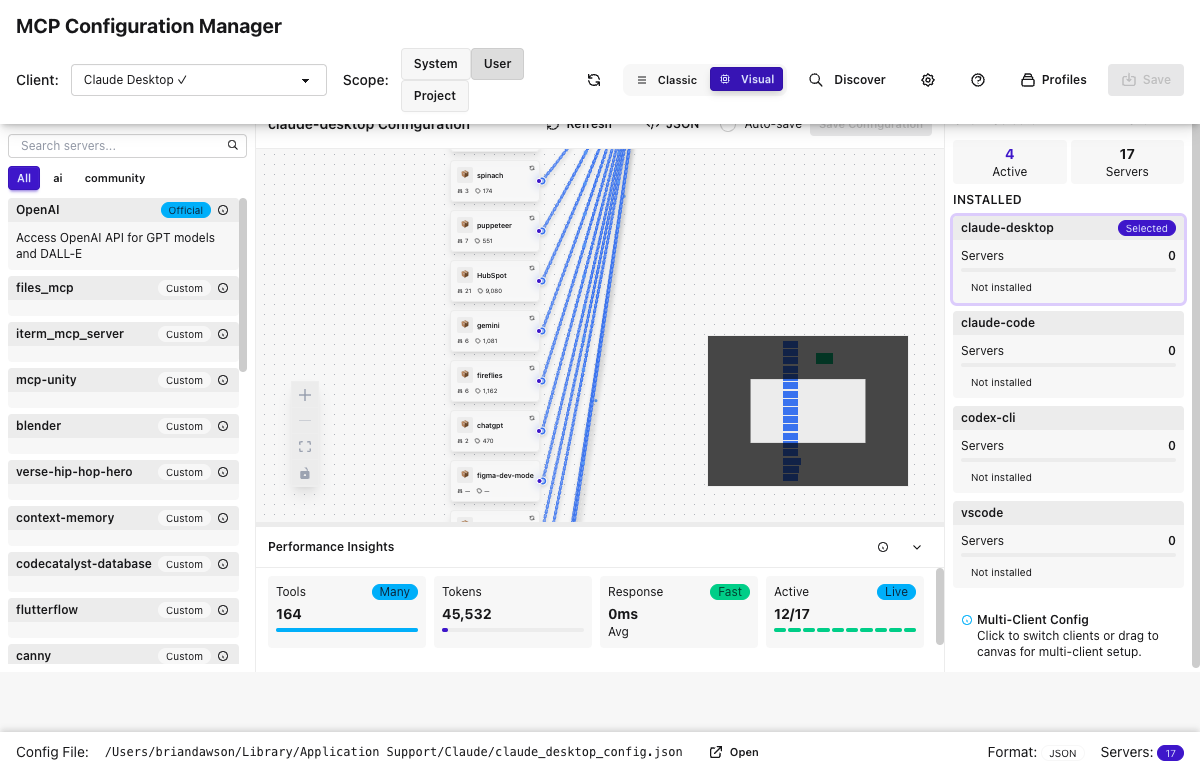 MCP Configuration Manager
Client:
Claude Desktop ✓
Scope:
System
User
Project
Classic
Visual
Discover
Profiles
Save
Search servers...
All
ai
community
OpenAI
Official
Access OpenAI API for GPT models
and DALL-E
files_mcp
Custom
iterm_mcp_server
Custom
mcp-unity
Custom
blender
Custom
verse-hip-hop-hero
Custom
context-memory
Custom
codecatalyst-database
Custom
flutterflow
Custom
canny
Custom
claude-desktop Configuration
Refresh
JSON
Auto-save
Save Configuration
spinach
3
174
puppeteer
7
551
HubSpot
21
9,080
gemini
6
1,081
fireflies
6
1,162
chatgpt
2
470
figma-dev-mode
—
—
Performance Insights
Tools
Many
164
Tokens
45,532
Response
Fast
0ms
Avg
Active
Live
12/17
4
Active
17
Servers
INSTALLED
claude-desktop
Selected
Servers
0
Not installed
claude-code
Servers
0
Not installed
codex-cli
Servers
0
Not installed
vscode
Servers
0
Not installed
Multi-Client Config
Click to switch clients or drag to
canvas for multi-client setup.
Config File:
/Users/briandawson/Library/Application Support/Claude/claude_desktop_config.json
Open
Format:
JSON
Servers:
17